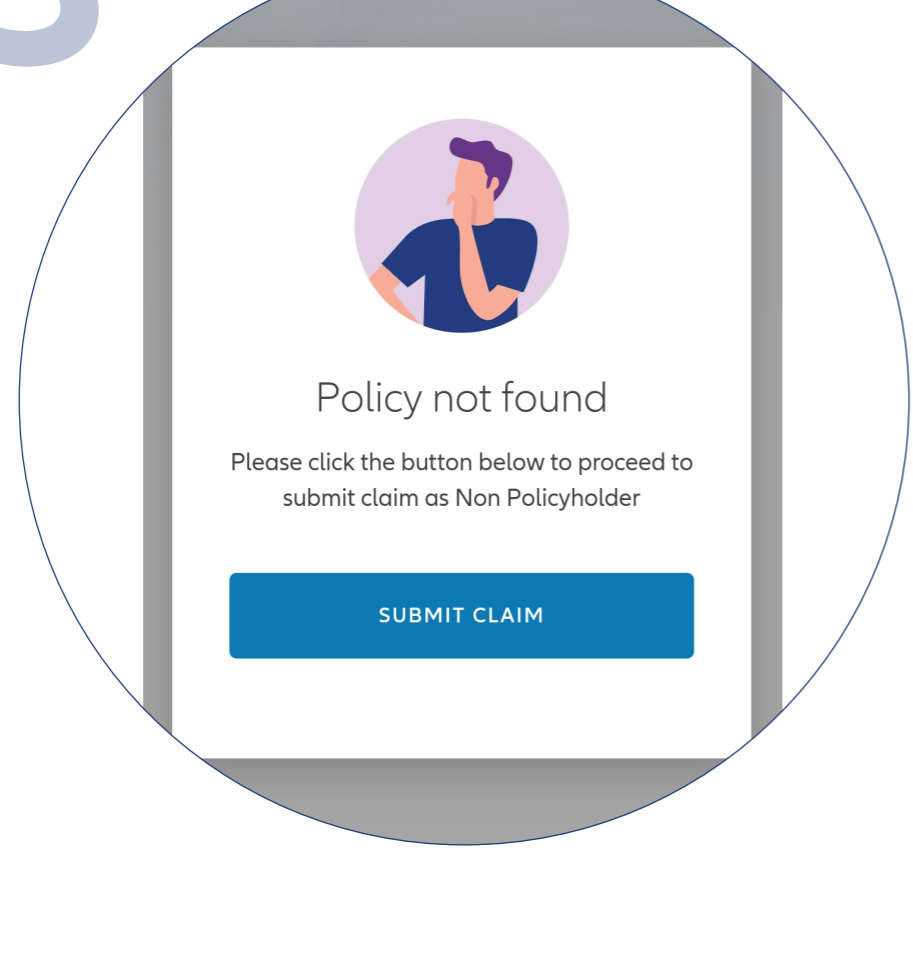 Policy not found
Please click the button below to proceed to
submit claim as Non Policyholder
SUBMIT CLAIM